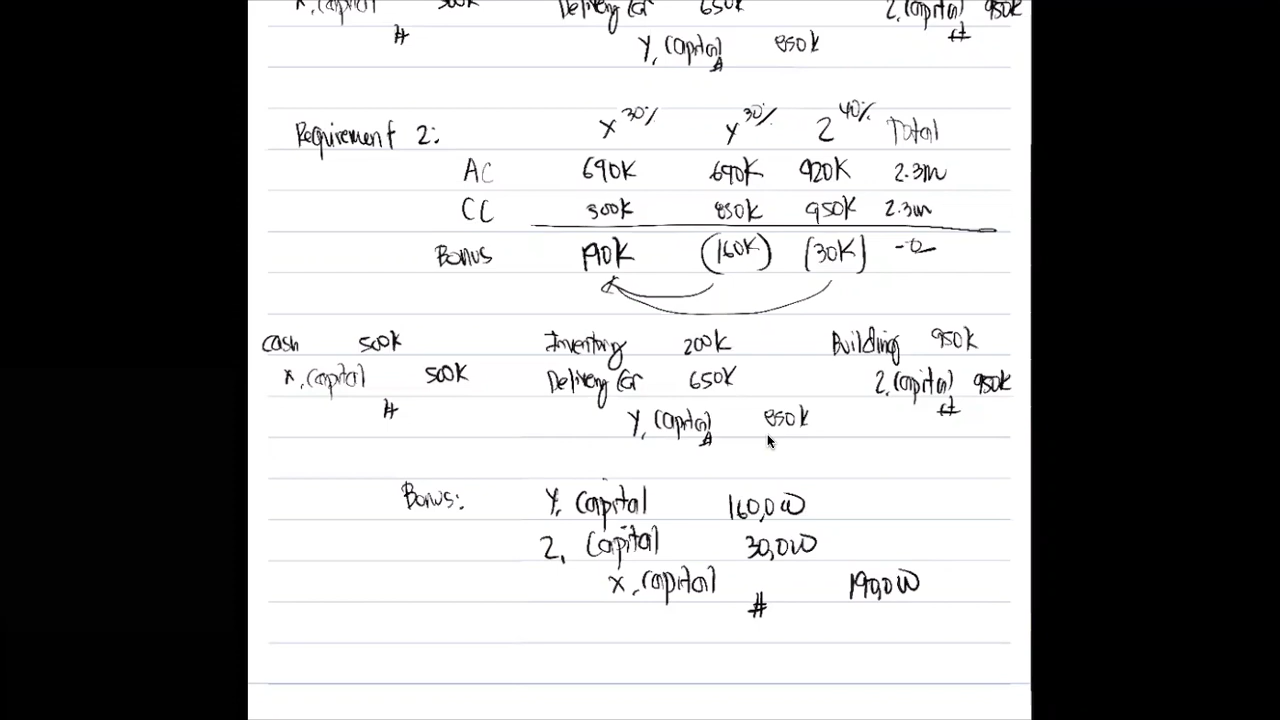 X, Capital 500K Delivery Car 650K Z, Capital 950K
Y, Capital 850K
X 30% Y 30% Z 40% Total
Requirement 2:
AC 690K 690K 920K 2.3m
CC 500K 850K 950K 2.3m
Bonus 190K (160K) (30K) -0-
Cash 500K Inventory 200K Building 950K
X, Capital 500K Delivery Car 650K Z, Capital 950K
Y, Capital 850K
Bonus: Y, Capital 160,000
Z, Capital 30,000
X, Capital 190,000